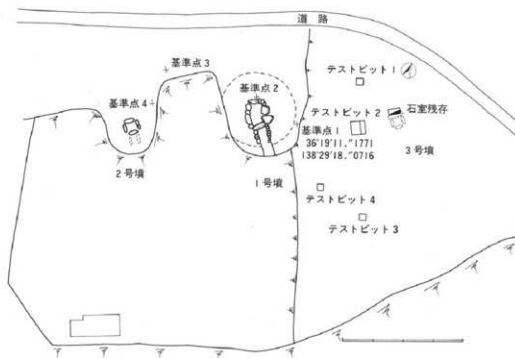 道路
基準点3
テストピット1
基準点4
基準点2
テストピット2
石室残存
基準点1
36°19′11.″1771
138°29′18.″0716
3号墳
2号墳
1号墳
テストピット4
テストピット3